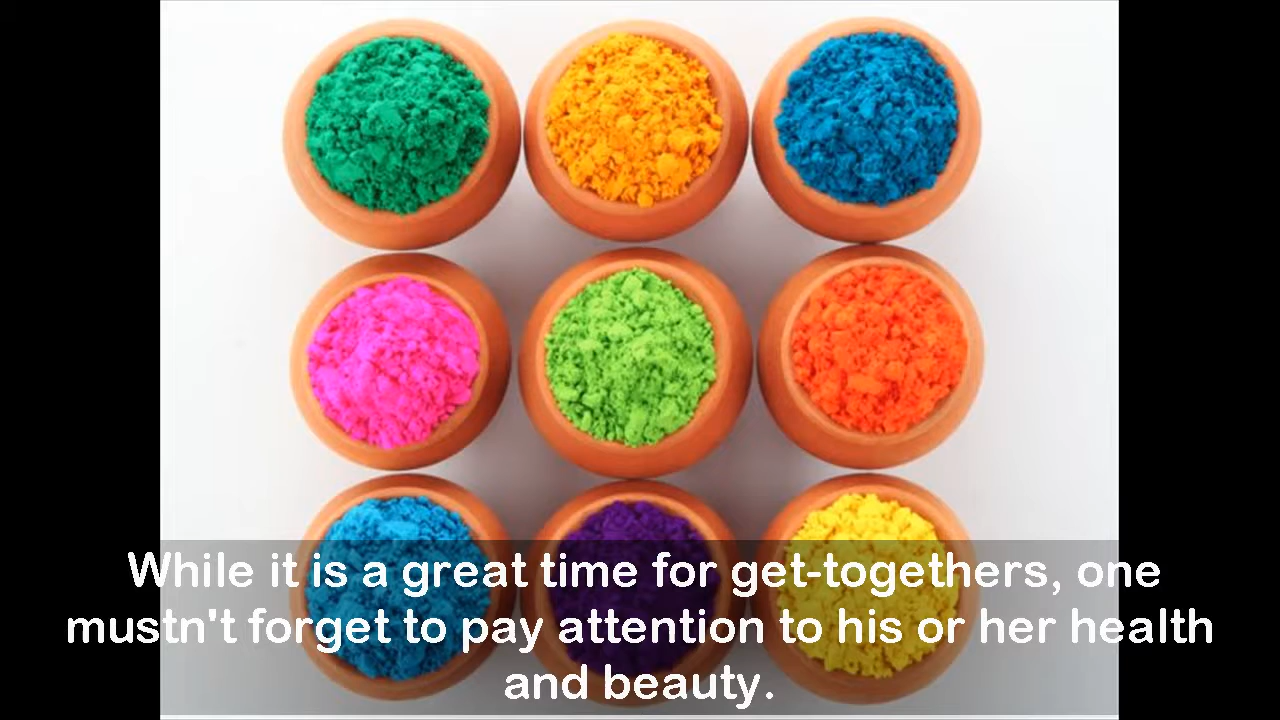 While it is a great time for get-togethers, one
mustn't forget to pay attention to his or her health
and beauty.